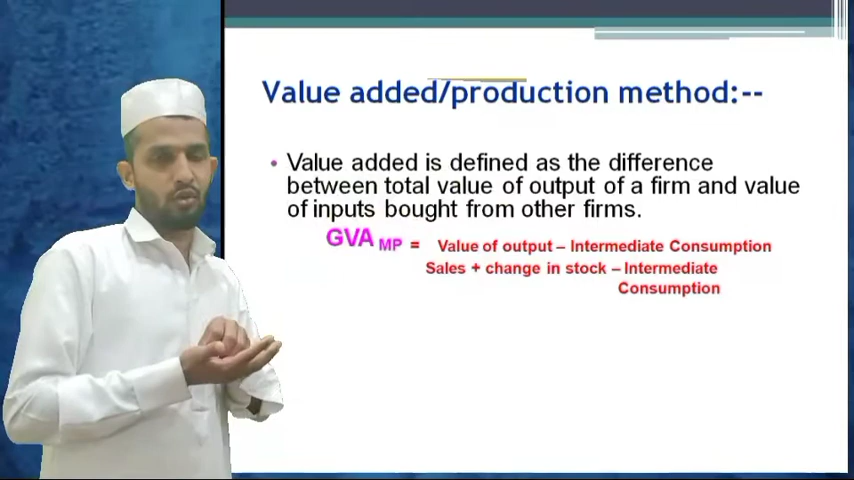 Value added/production method:--
• Value added is defined as the difference
between total value of output of a firm and value
of inputs bought from other firms.
GVA MP = Value of output – Intermediate Consumption
Sales + change in stock – Intermediate
Consumption